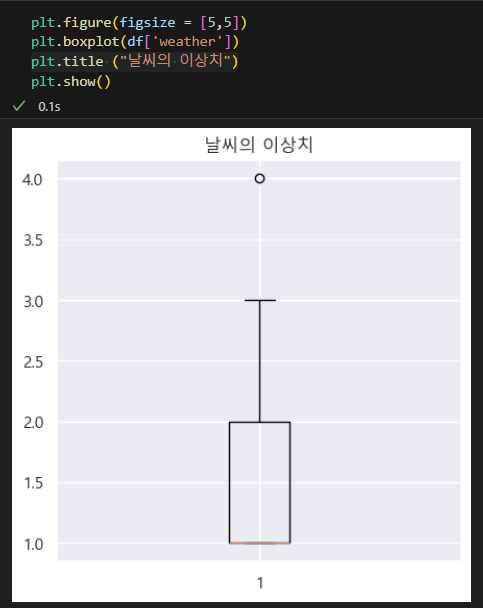 plt.figure(figsize = [5,5])
plt.boxplot(df['weather'])
plt.title ("날씨의 이상치")
plt.show()
✓ 0.1s
날씨의 이상치
4.0
3.5
3.0
2.5
2.0
1.5
1.0
1